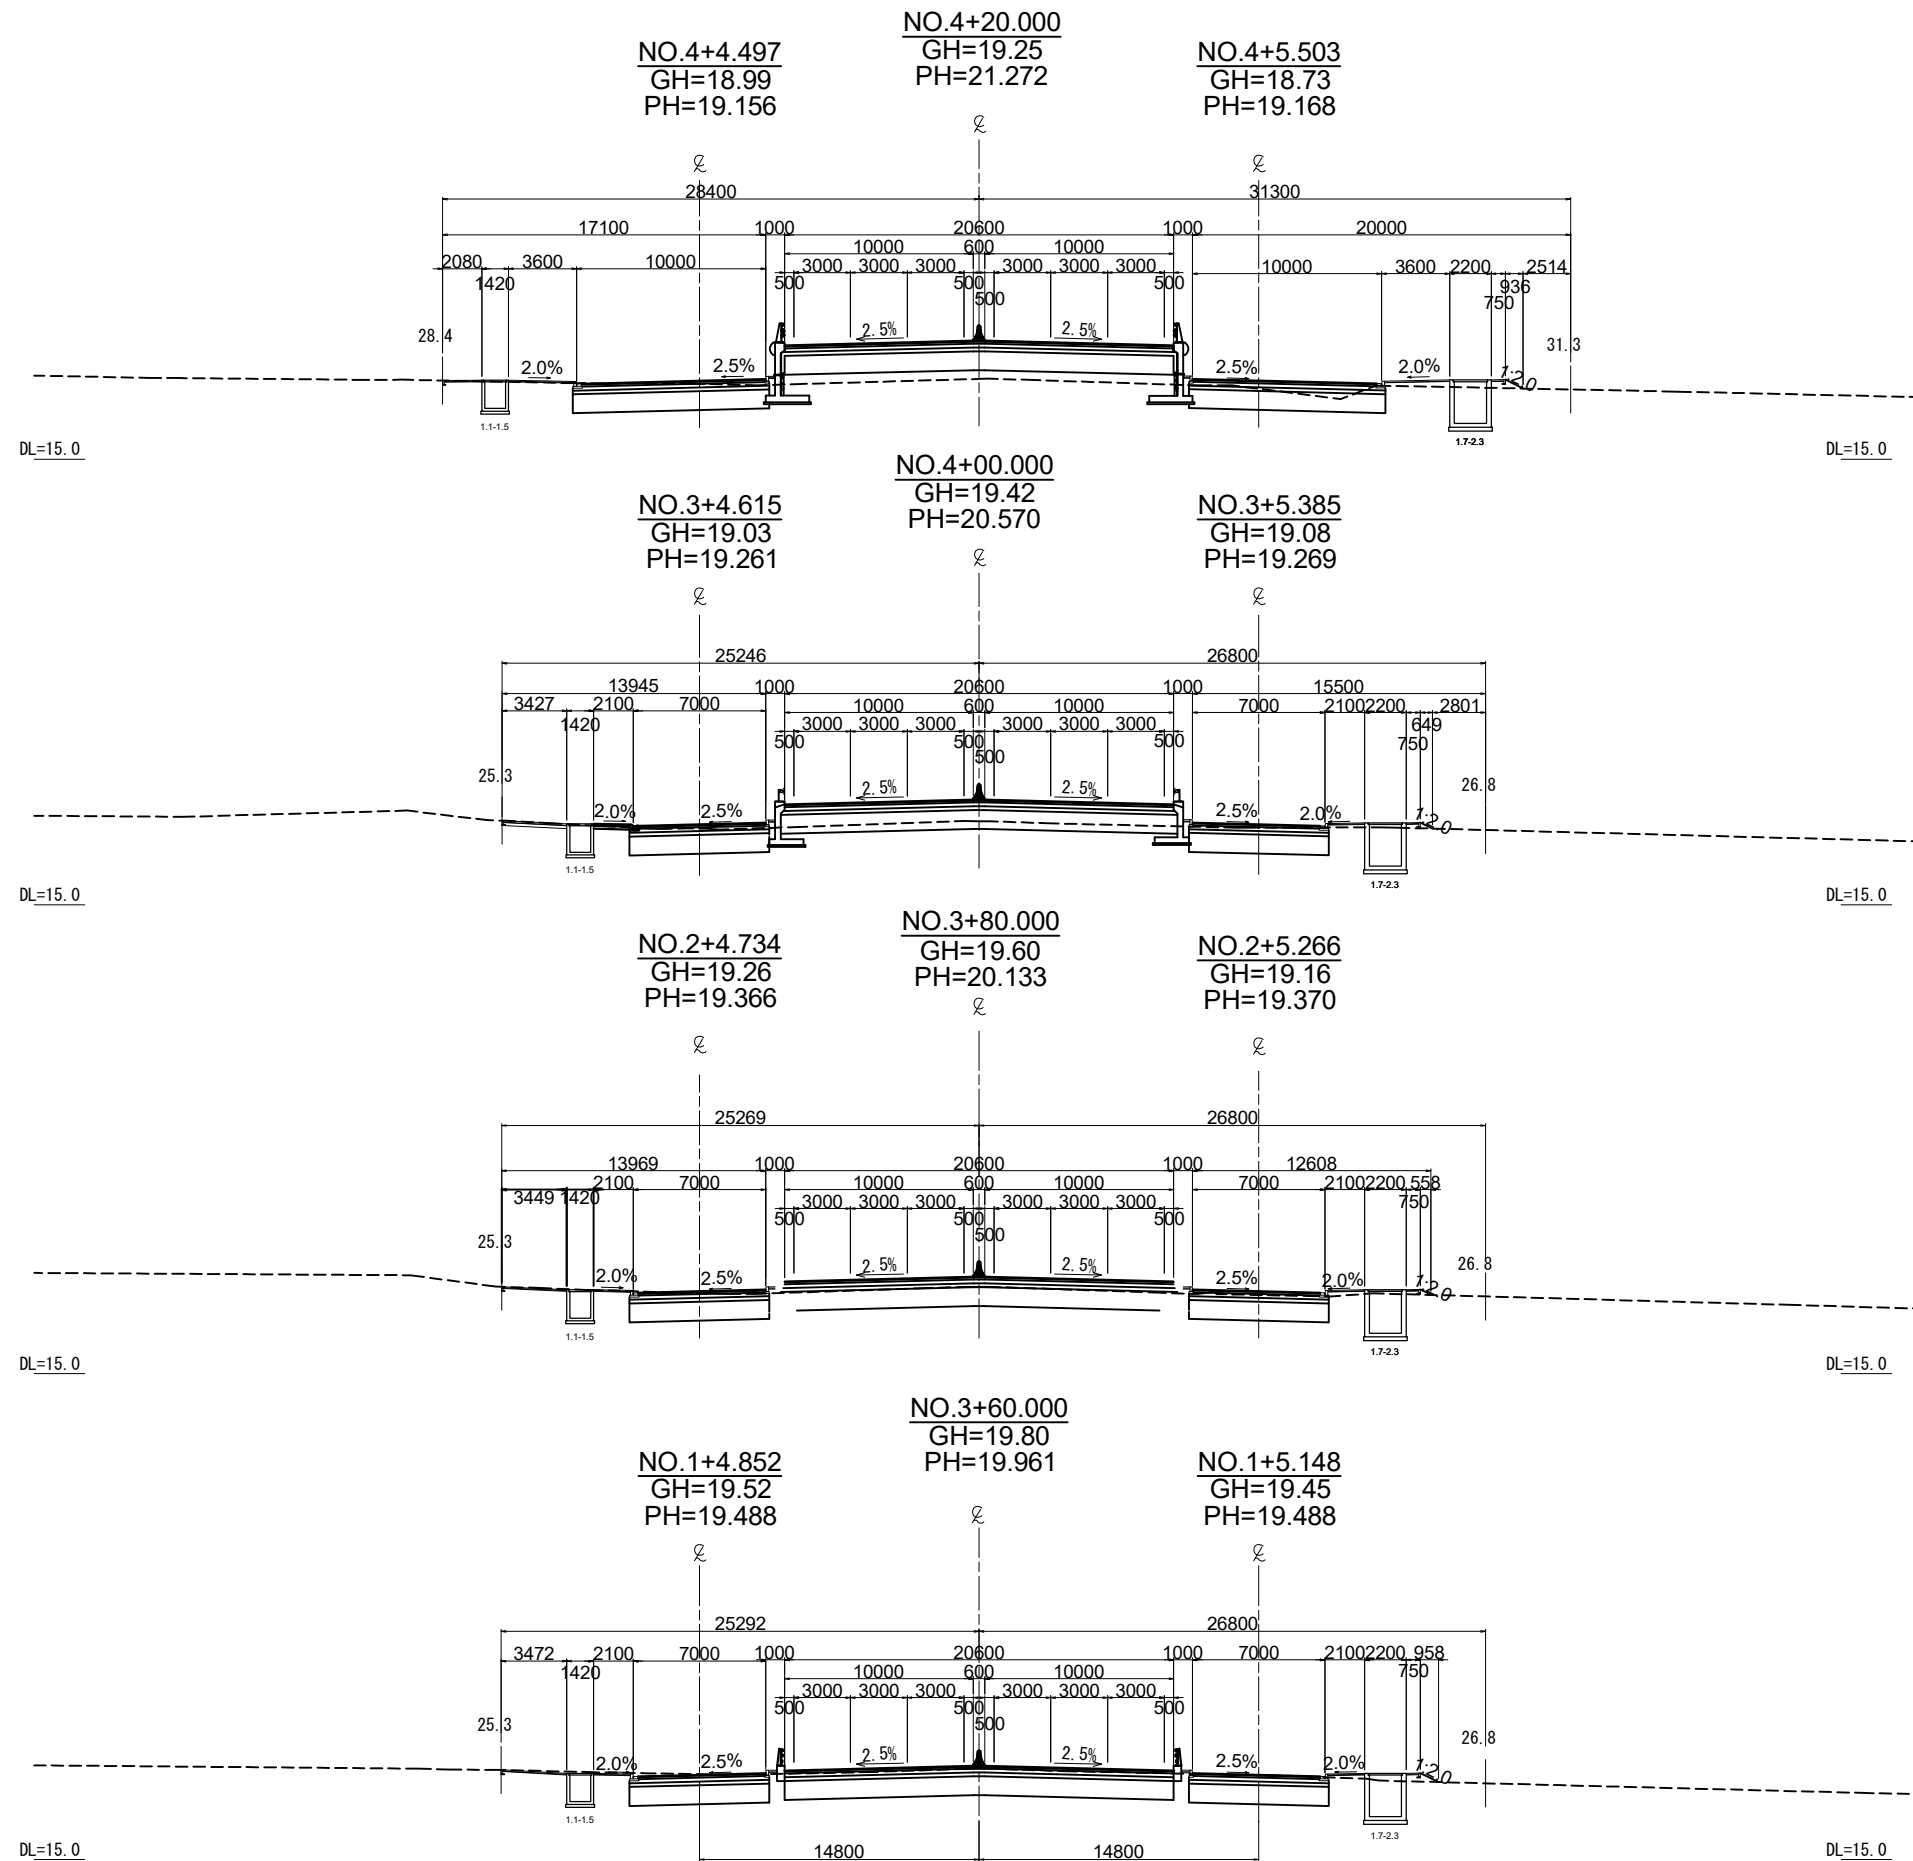 NO.4+20.000
GH=19.25
PH=21.272
NO.4+4.497
GH=18.99
PH=19.156
NO.4+5.503
GH=18.73
PH=19.168
28400 31300
17100 1000 20600 1000 20000
10000 600 10000
2080 3600 10000 3000 3000 3000 3000 3000 3000 10000 3600 2200 2514
1420 500 500 500 936
500 750
28.4 2.5% 2.5% 31.3
2.0% 2.5% 2.5% 2.0% 1:2.0
1.1-1.5 1.7-2.3
DL=15.0 DL=15.0
NO.4+00.000
GH=19.42
PH=20.570
NO.3+4.615
GH=19.03
PH=19.261
NO.3+5.385
GH=19.08
PH=19.269
25246 26800
13945 1000 20600 1000 15500
3427 2100 7000 10000 600 10000 7000 2100 2200 2801
1420 3000 3000 3000 3000 3000 3000 649
500 500 500 750
500
25.3 2.5% 2.5% 26.8
2.0% 2.5% 2.5% 2.0% 1:2.0
1.1-1.5 1.7-2.3
DL=15.0 DL=15.0
NO.3+80.000
GH=19.60
PH=20.133
NO.2+4.734
GH=19.26
PH=19.366
NO.2+5.266
GH=19.16
PH=19.370
25269 26800
13969 1000 20600 1000 12608
2100 7000 10000 600 10000 7000 2100 2200 558
3449 1420 3000 3000 3000 3000 3000 3000 750
500 500 500
500
25.3 2.5% 2.5% 26.8
2.0% 2.5% 2.5% 2.0% 1:2.0
1.1-1.5 1.7-2.3
DL=15.0 DL=15.0
NO.3+60.000
GH=19.80
PH=19.961
NO.1+4.852
GH=19.52
PH=19.488
NO.1+5.148
GH=19.45
PH=19.488
25292 26800
3472 2100 7000 1000 20600 1000 7000 2100 2200 958
1420 10000 600 10000 750
3000 3000 3000 3000 3000 3000
500 500 500
500
25.3 2.5% 2.5% 26.8
2.0% 2.5% 2.5% 2.0% 1:2.0
1.1-1.5 1.7-2.3
DL=15.0 14800 14800 DL=15.0